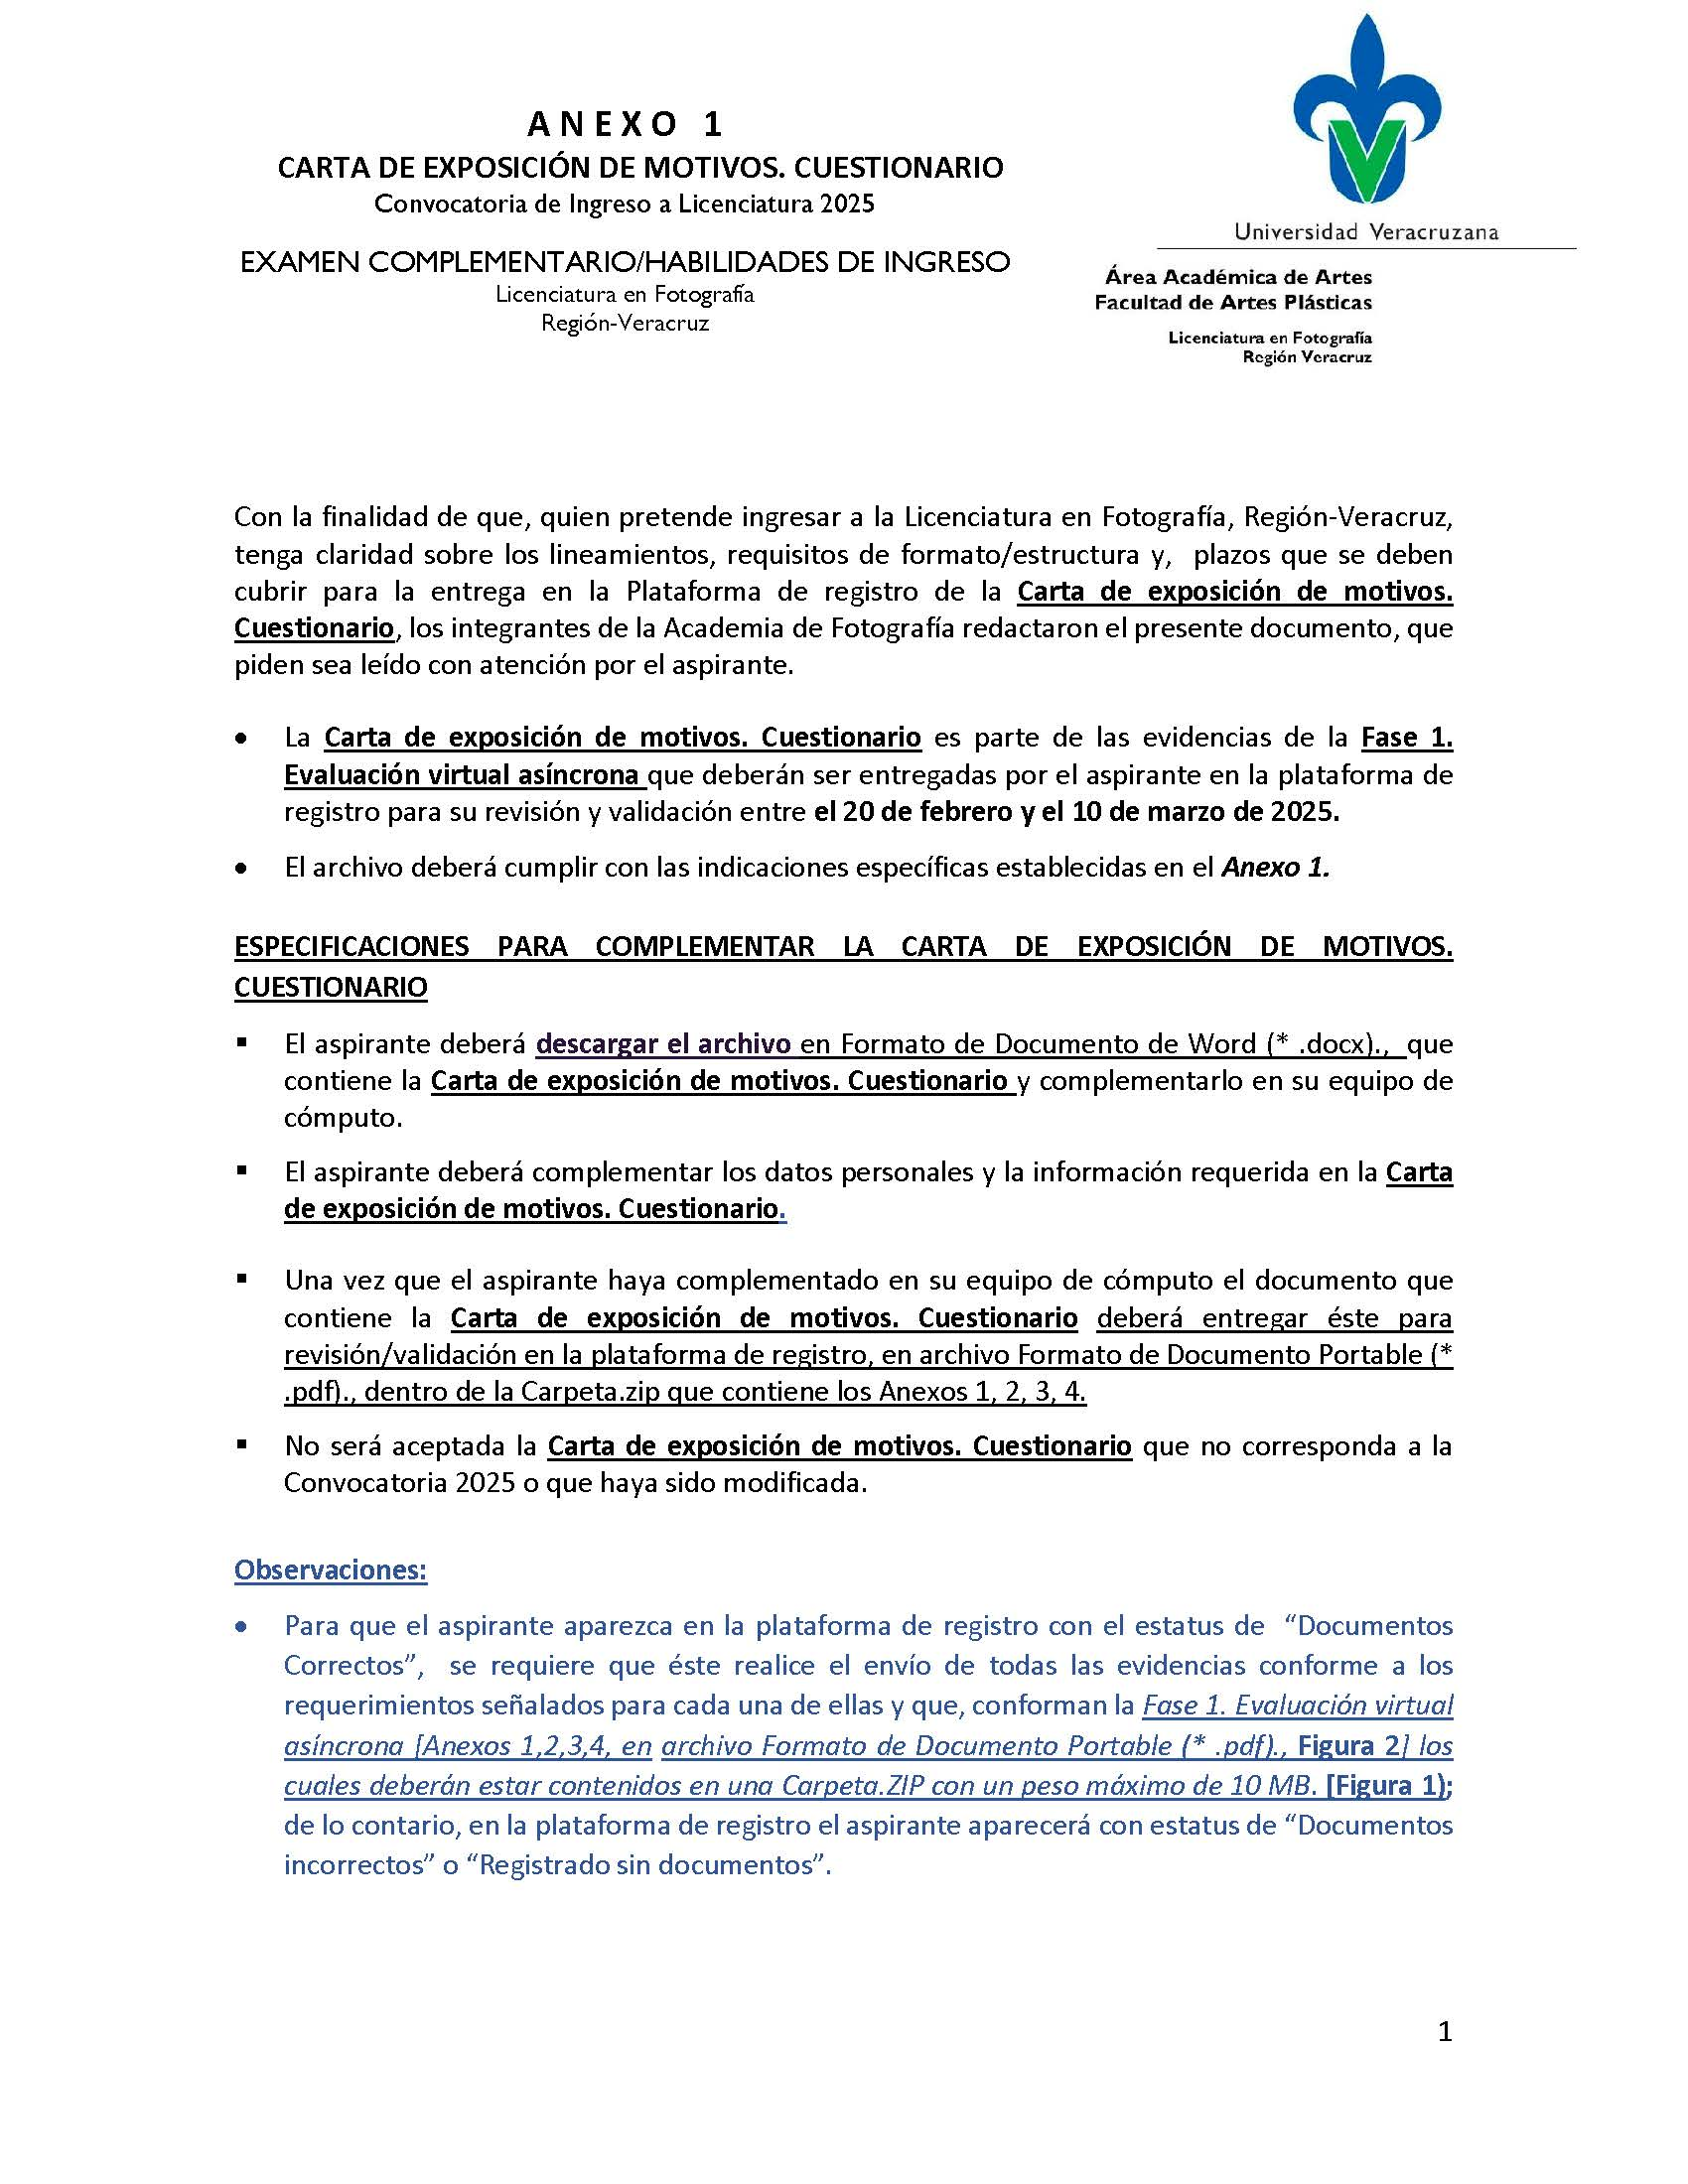 A N E X O 1
CARTA DE EXPOSICIÓN DE MOTIVOS. CUESTIONARIO
Convocatoria de Ingreso a Licenciatura 2025
EXAMEN COMPLEMENTARIO/HABILIDADES DE INGRESO
Licenciatura en Fotografía
Región-Veracruz
Universidad Veracruzana
Área Académica de Artes
Facultad de Artes Plásticas
Licenciatura en Fotografía
Región Veracruz
Con la finalidad de que, quien pretende ingresar a la Licenciatura en Fotografía, Región-Veracruz,
tenga claridad sobre los lineamientos, requisitos de formato/estructura y, plazos que se deben
cubrir para la entrega en la Plataforma de registro de la Carta de exposición de motivos.
Cuestionario, los integrantes de la Academia de Fotografía redactaron el presente documento, que
piden sea leído con atención por el aspirante.
• La Carta de exposición de motivos. Cuestionario es parte de las evidencias de la Fase 1.
Evaluación virtual asíncrona que deberán ser entregadas por el aspirante en la plataforma de
registro para su revisión y validación entre el 20 de febrero y el 10 de marzo de 2025.
• El archivo deberá cumplir con las indicaciones específicas establecidas en el Anexo 1.
ESPECIFICACIONES PARA COMPLEMENTAR LA CARTA DE EXPOSICIÓN DE MOTIVOS.
CUESTIONARIO
▪ El aspirante deberá descargar el archivo en Formato de Documento de Word (* .docx)., que
contiene la Carta de exposición de motivos. Cuestionario y complementarlo en su equipo de
cómputo.
▪ El aspirante deberá complementar los datos personales y la información requerida en la Carta
de exposición de motivos. Cuestionario.
▪ Una vez que el aspirante haya complementado en su equipo de cómputo el documento que
contiene la Carta de exposición de motivos. Cuestionario deberá entregar éste para
revisión/validación en la plataforma de registro, en archivo Formato de Documento Portable (*
.pdf)., dentro de la Carpeta.zip que contiene los Anexos 1, 2, 3, 4.
▪ No será aceptada la Carta de exposición de motivos. Cuestionario que no corresponda a la
Convocatoria 2025 o que haya sido modificada.
Observaciones:
• Para que el aspirante aparezca en la plataforma de registro con el estatus de “Documentos
Correctos”, se requiere que éste realice el envío de todas las evidencias conforme a los
requerimientos señalados para cada una de ellas y que, conforman la Fase 1. Evaluación virtual
asíncrona [Anexos 1,2,3,4, en archivo Formato de Documento Portable (* .pdf)., Figura 2] los
cuales deberán estar contenidos en una Carpeta.ZIP con un peso máximo de 10 MB. [Figura 1);
de lo contario, en la plataforma de registro el aspirante aparecerá con estatus de “Documentos
incorrectos” o “Registrado sin documentos”.
1